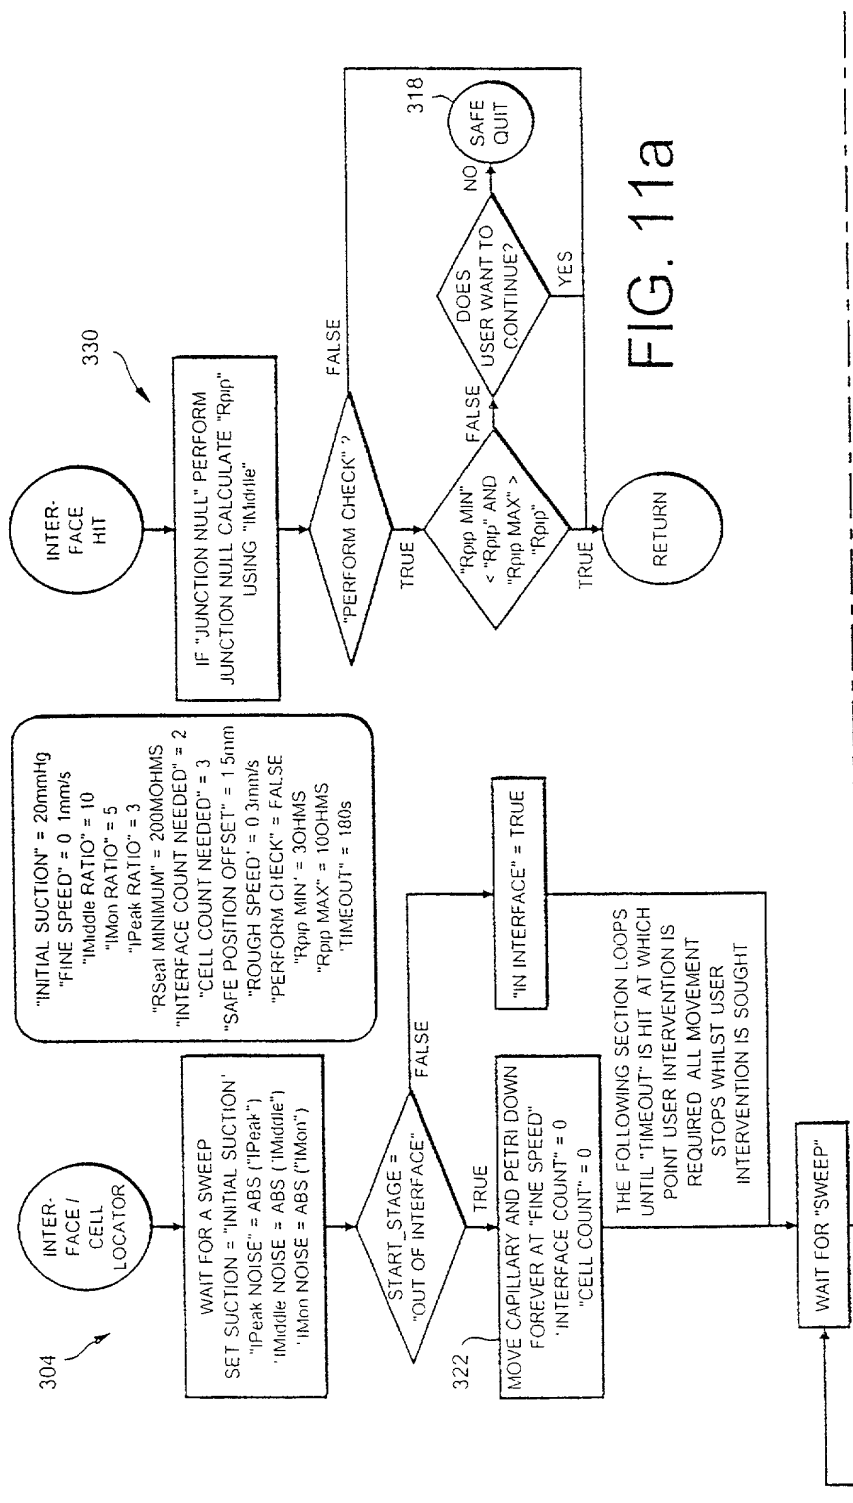 304
INTER-
FACE /
CELL
LOCATOR
WAIT FOR A SWEEP
SET SUCTION = "INITIAL SUCTION'
"IPeak NOISE" = ABS ("IPeak")
'IMiddle NOISE = ABS ('IMiddle")
'IMon NOISE = ABS ("IMon")
START_STAGE =
"OUT OF INTERFACE"
FALSE
TRUE
322
MOVE CAPILLARY AND PETRI DOWN
FOREVER AT "FINE SPEED"
'INTERFACE COUNT" = 0
"CELL COUNT" = 0
"IN INTERFACE" = TRUE
THE FOLLOWING SECTION LOOPS
UNTIL "TIMEOUT" IS HIT AT WHICH
POINT USER INTERVENTION IS
REQUIRED ALL MOVEMENT
STOPS WHILST USER
INTERVENTION IS SOUGHT
WAIT FOR "SWEEP"
"INITIAL SUCTION" = 20mmHg
"FINE SPEED" = 0 1mm/s
"IMiddle RATIO" = 10
"IMon RATIO" = 5
"IPeak RATIO" = 3
"RSeal MINIMUM" = 200MOHMS
"INTERFACE COUNT NEEDED" = 2
"CELL COUNT NEEDED" = 3
"SAFE POSITION OFFSET" = 1 5mm
"ROUGH SPEED' = 0 3mm/s
"PERFORM CHECK" = FALSE
"Rpip MIN' = 3OHMS
"Rpip MAX" = 10OHMS
'TIMEOUT" = 180s
330
INTER-
FACE
HIT
IF "JUNCTION NULL" PERFORM
JUNCTION NULL CALCULATE "Rpip"
USING "IMiddle"
"PERFORM CHECK" ?
FALSE
TRUE
"Rpip MIN"
< "Rpip" AND
"Rpip MAX" >
"Rpip"
FALSE
TRUE
DOES
USER WANT TO
CONTINUE?
NO
YES
318
SAFE
QUIT
RETURN
FIG. 11a